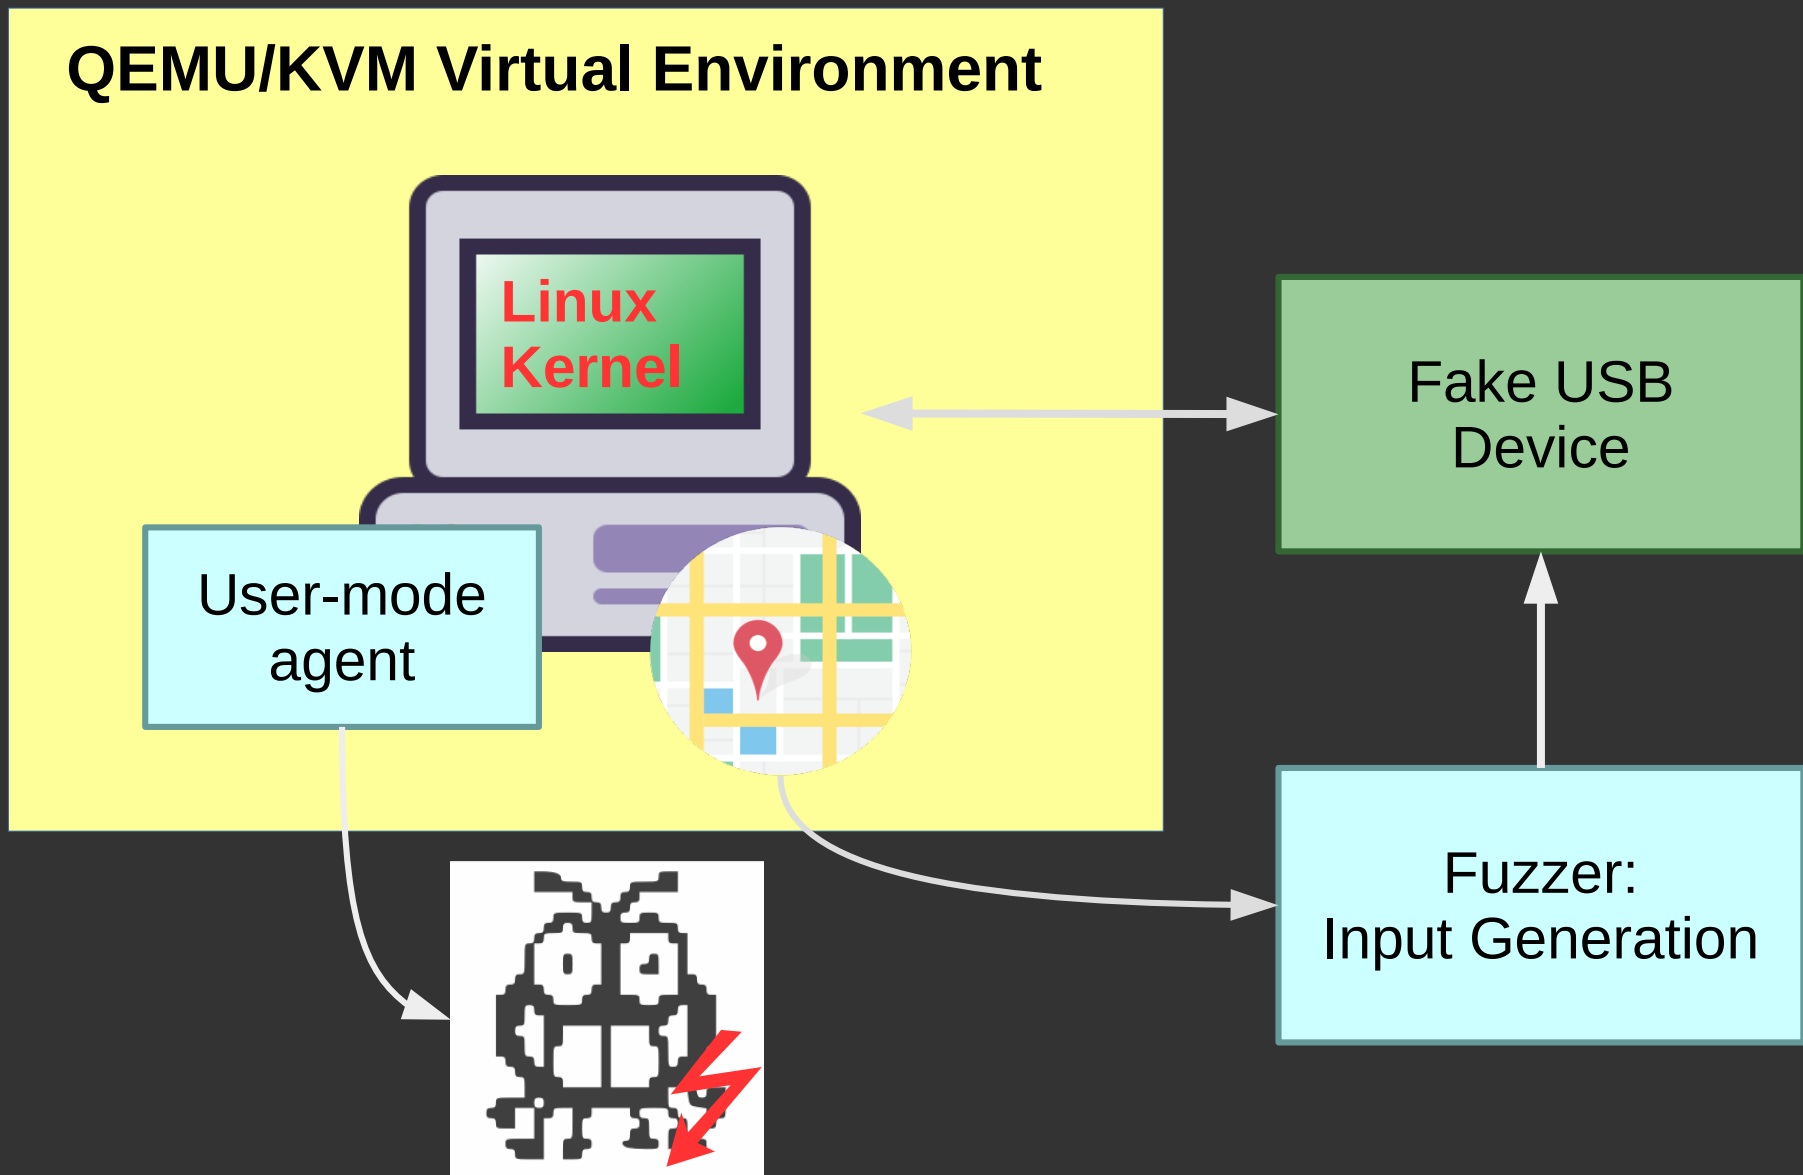 QEMU/KVM Virtual Environment
Linux
Kernel
Fake USB
Device
User-mode
agent
Fuzzer:
Input Generation